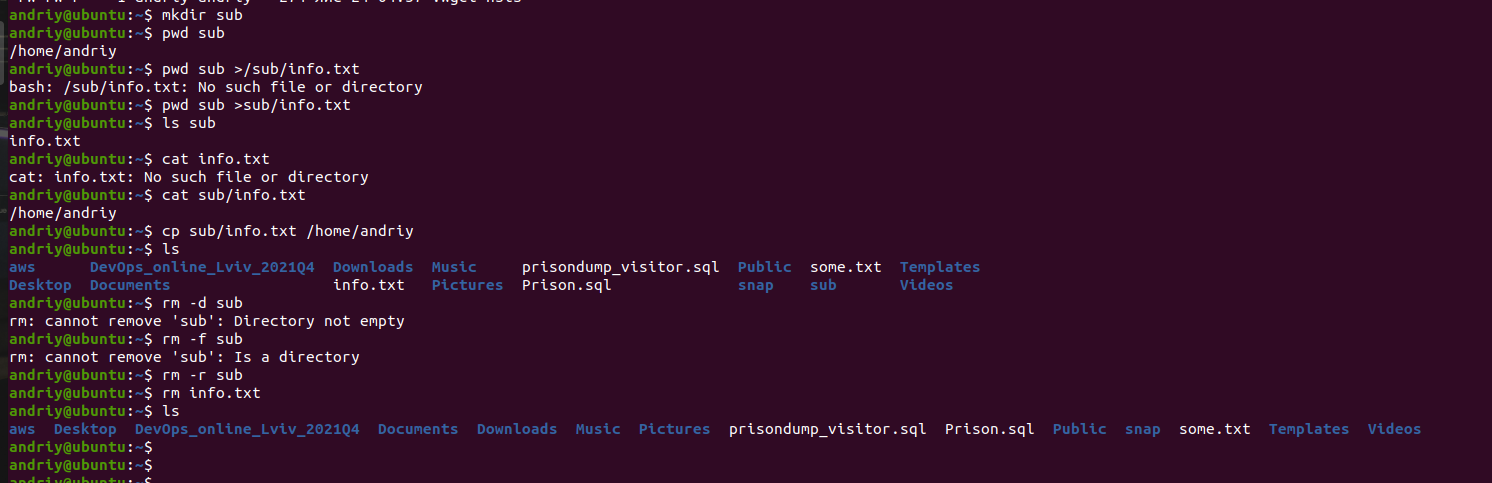 andriy@ubuntu:~$ mkdir sub
andriy@ubuntu:~$ pwd sub
/home/andriy
andriy@ubuntu:~$ pwd sub >/sub/info.txt
bash: /sub/info.txt: No such file or directory
andriy@ubuntu:~$ pwd sub >sub/info.txt
andriy@ubuntu:~$ ls sub
info.txt
andriy@ubuntu:~$ cat info.txt
cat: info.txt: No such file or directory
andriy@ubuntu:~$ cat sub/info.txt
/home/andriy
andriy@ubuntu:~$ cp sub/info.txt /home/andriy
andriy@ubuntu:~$ ls
aws      DevOps_online_Lviv_2021Q4  Downloads  Music     prisondump_visitor.sql  Public  some.txt  Templates
Desktop  Documents                  info.txt   Pictures  Prison.sql              snap    sub       Videos
andriy@ubuntu:~$ rm -d sub
rm: cannot remove 'sub': Directory not empty
andriy@ubuntu:~$ rm -f sub
rm: cannot remove 'sub': Is a directory
andriy@ubuntu:~$ rm -r sub
andriy@ubuntu:~$ rm info.txt
andriy@ubuntu:~$ ls
aws  Desktop  DevOps_online_Lviv_2021Q4  Documents  Downloads  Music  Pictures  prisondump_visitor.sql  Prison.sql  Public  snap  some.txt  Templates  Videos
andriy@ubuntu:~$
andriy@ubuntu:~$
andriy@ubuntu:~$